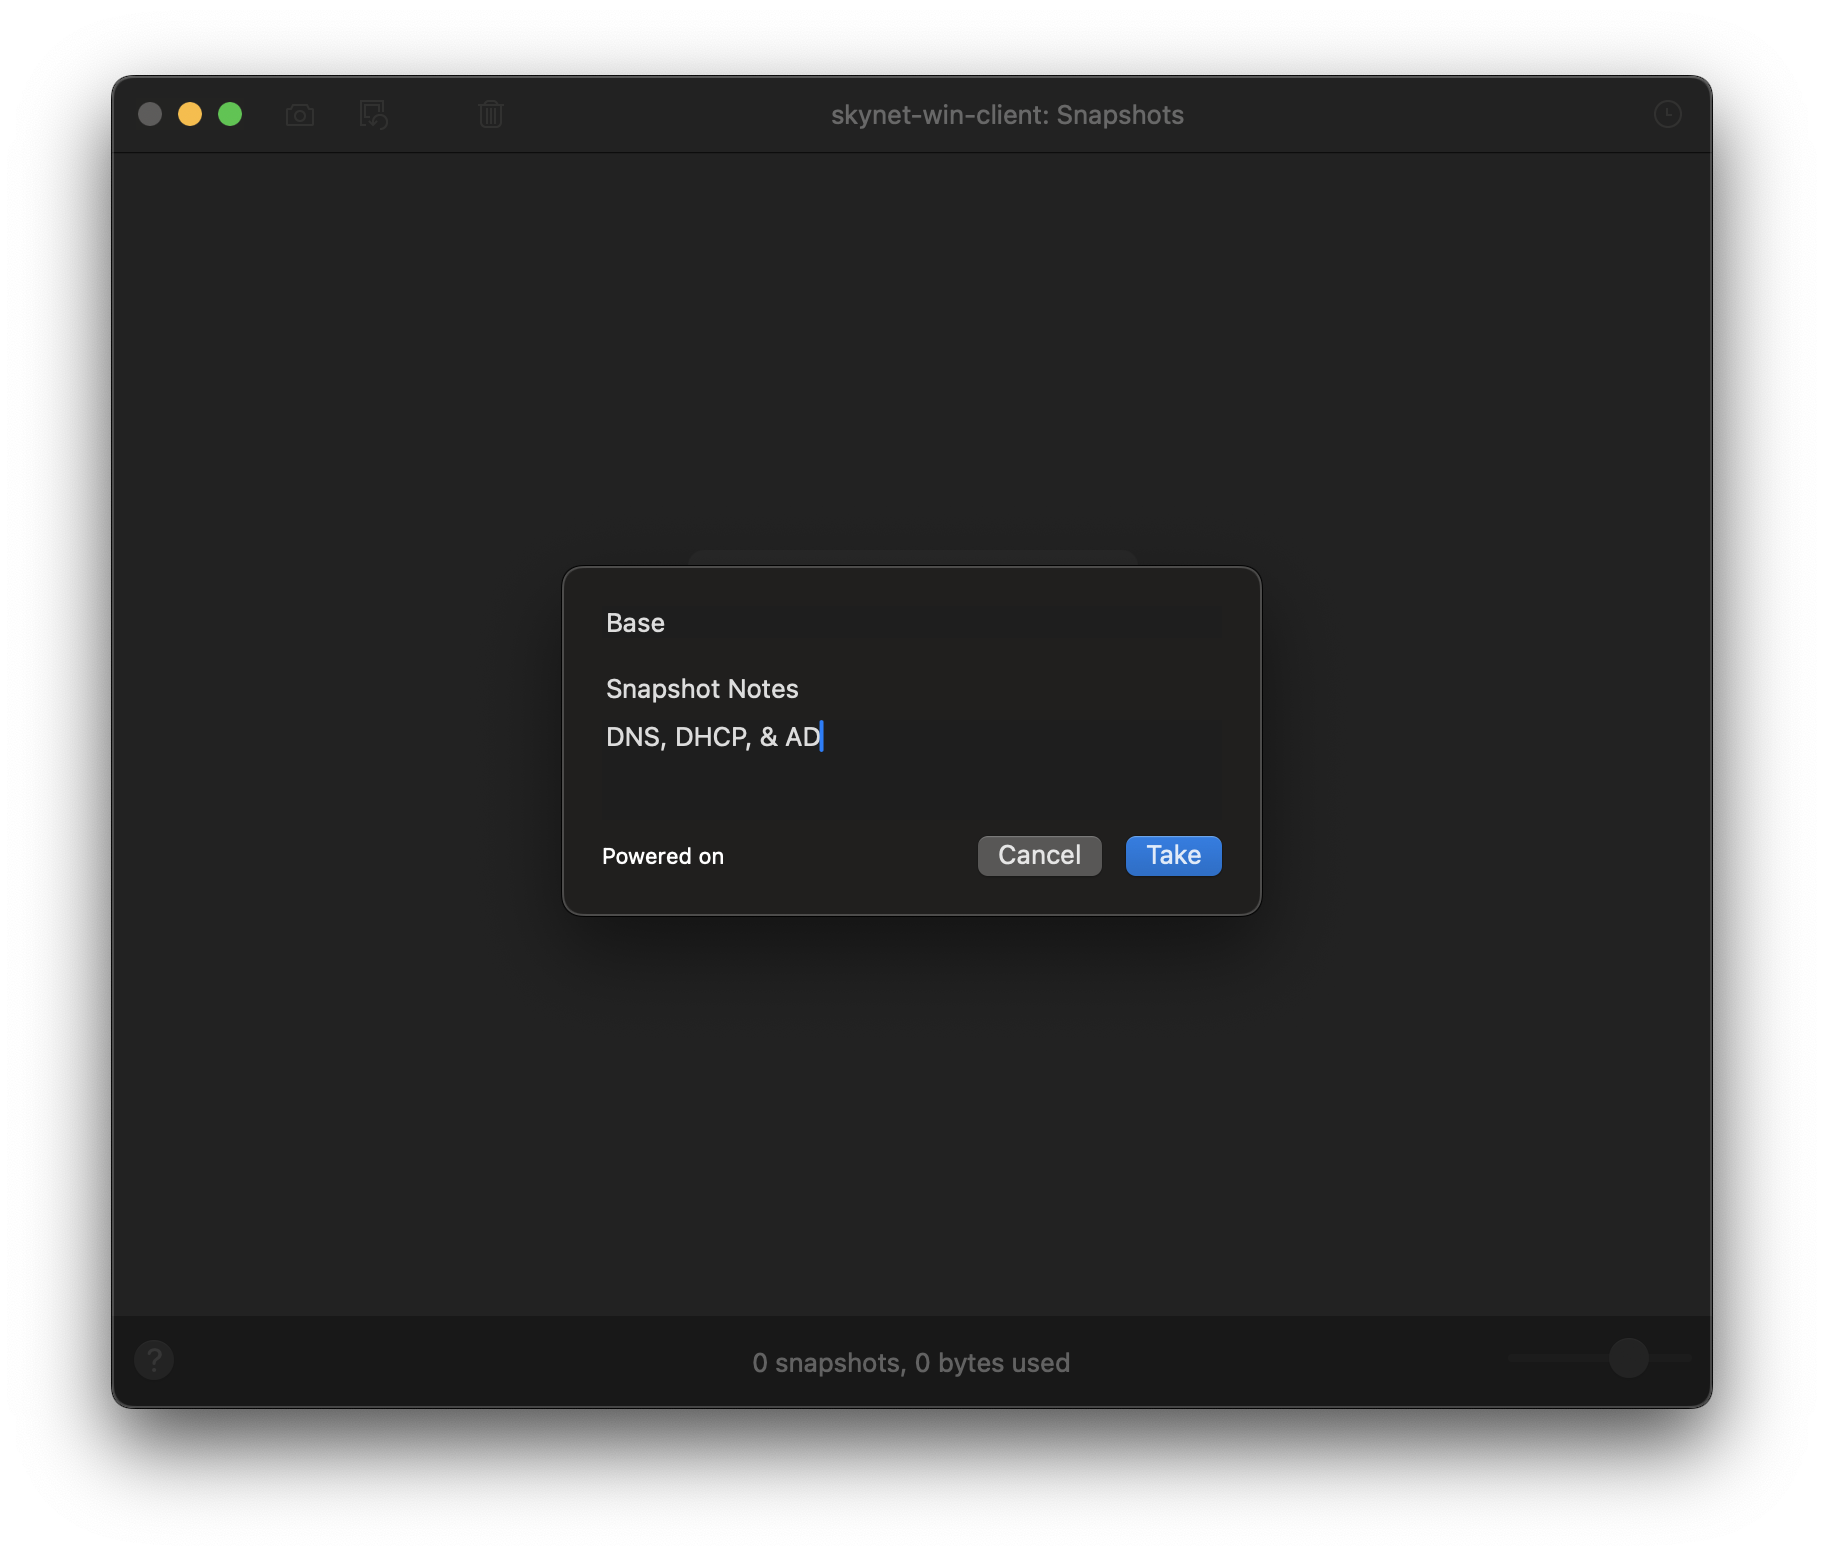 skynet-win-client: Snapshots
Base
Snapshot Notes
DNS, DHCP, & AD
Powered on
Cancel
Take
?
0 snapshots, 0 bytes used